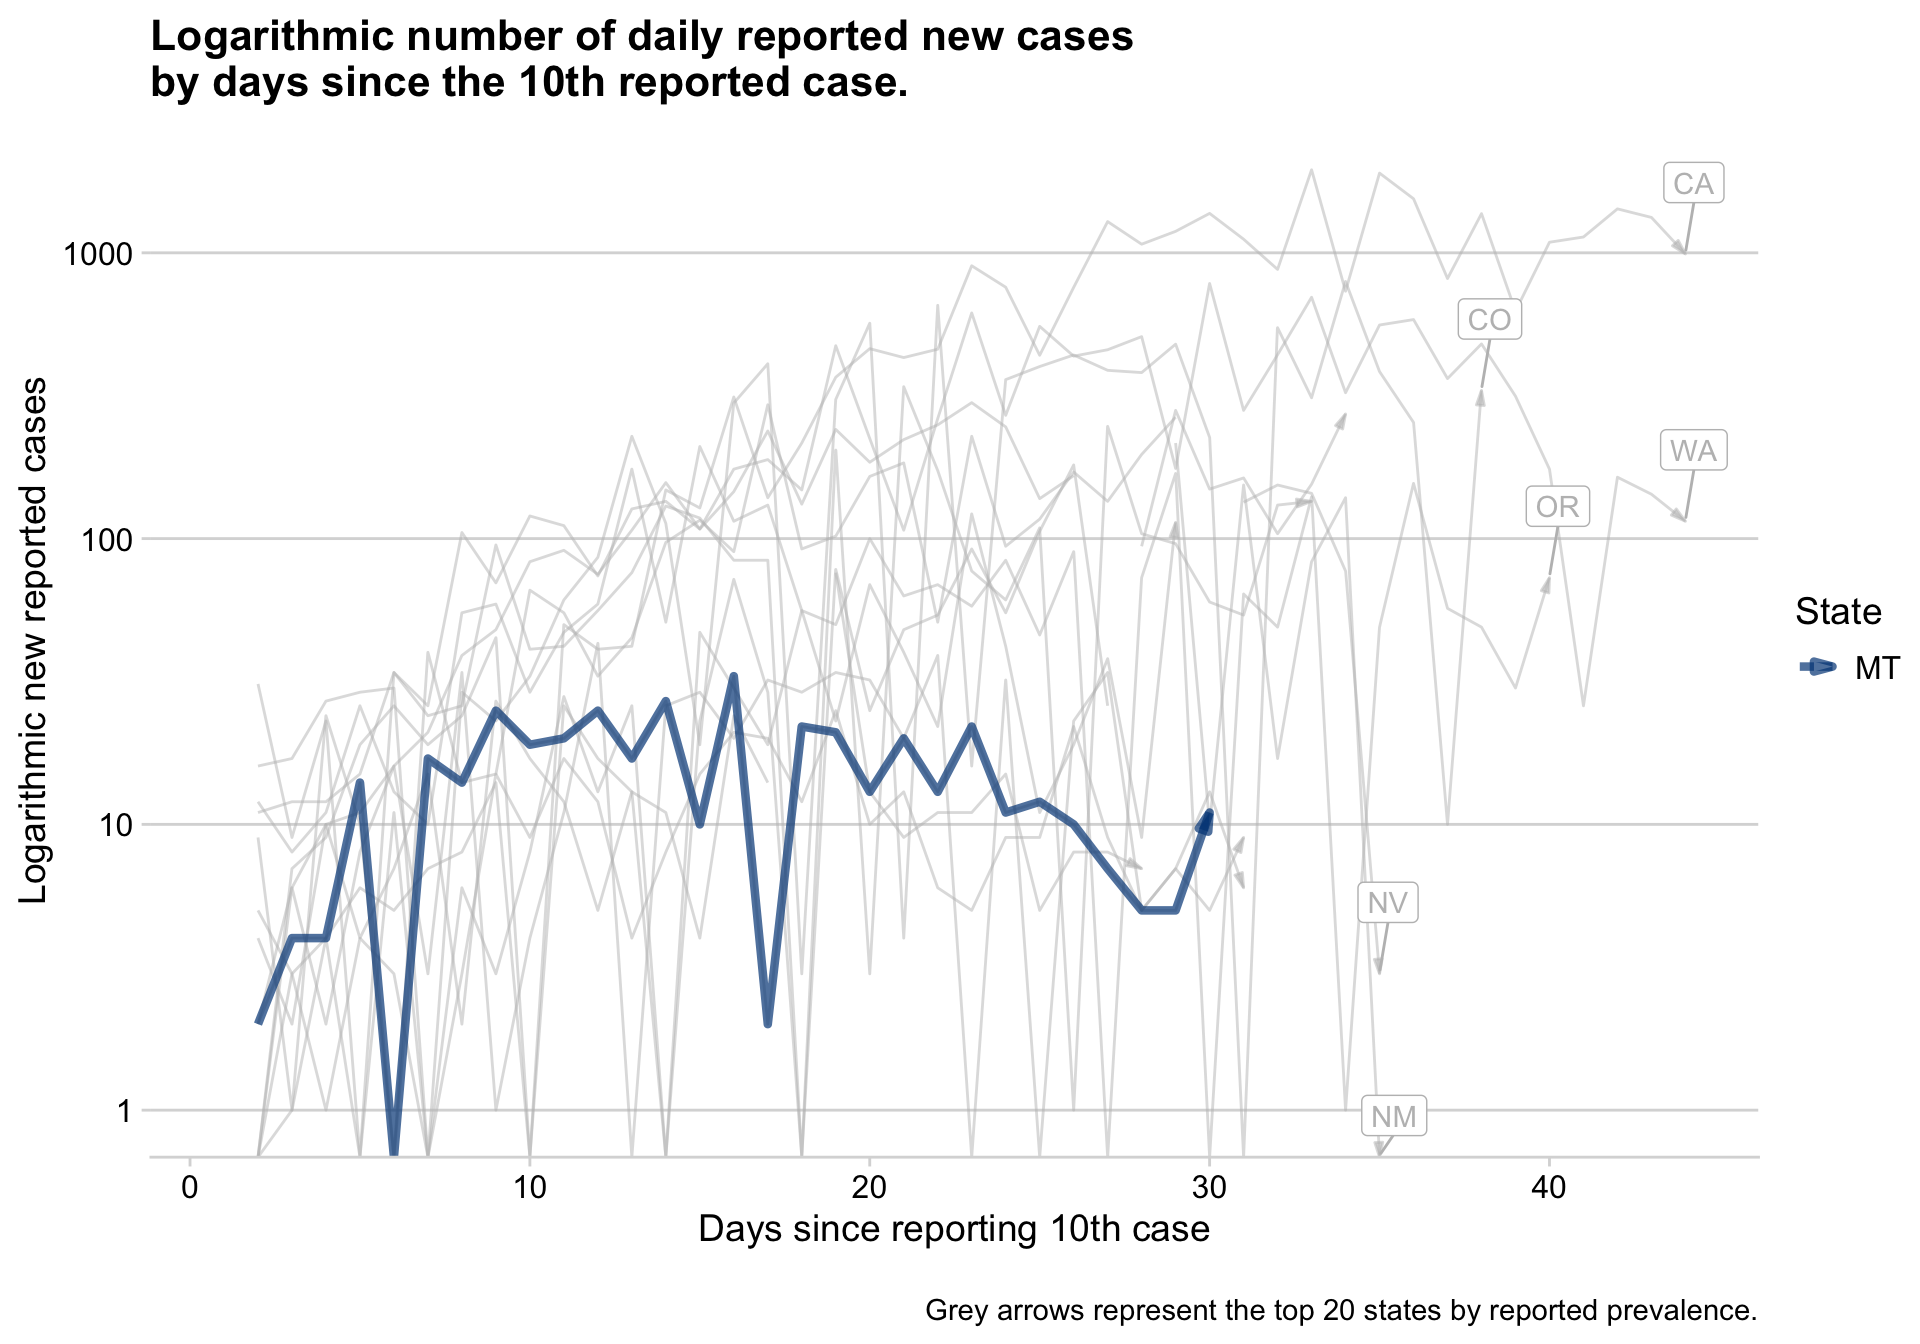 Logarithmic number of daily reported new cases
by days since the 10th reported case.
Logarithmic new reported cases
1000
100
10
1
CA
CO
WA
OR
NV
NM
State
MT
0
10
20
30
40
Days since reporting 10th case
Grey arrows represent the top 20 states by reported prevalence.